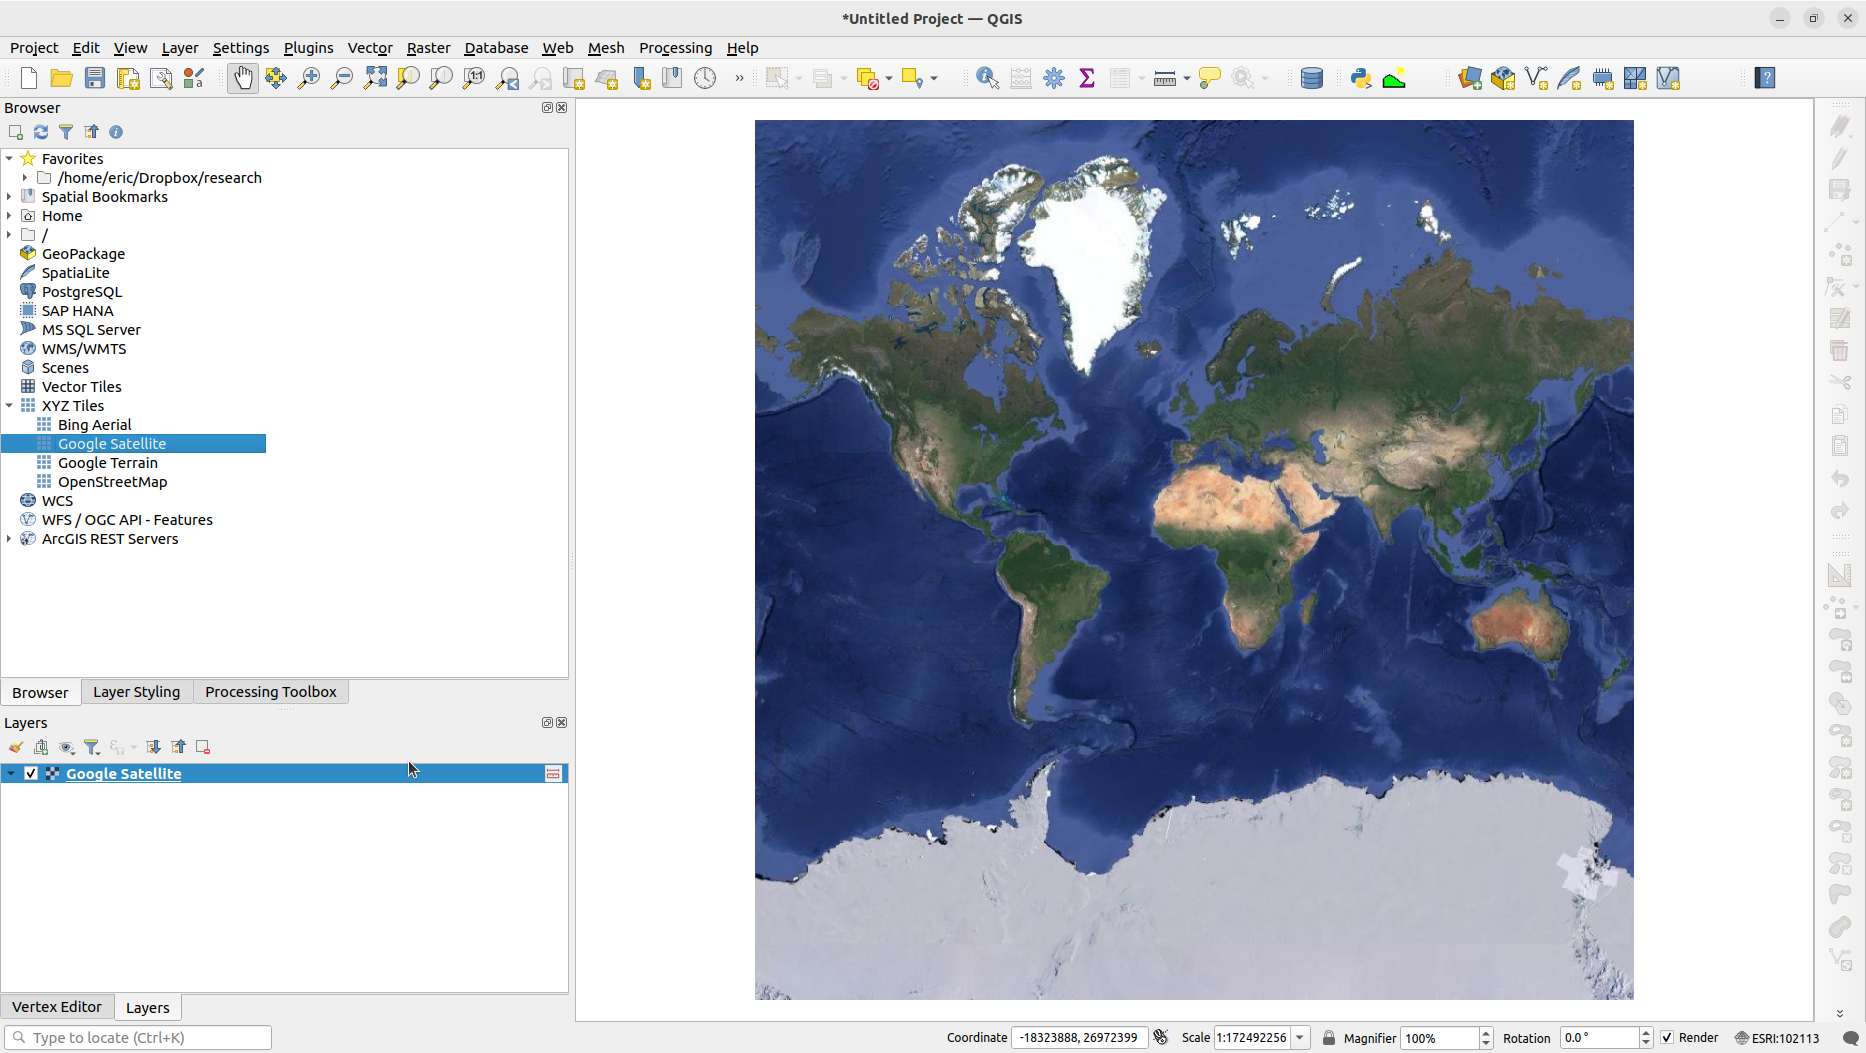 *Untitled Project — QGIS
Project Edit View Layer Settings Plugins Vector Raster Database Web Mesh Processing Help
Browser
Favorites
/home/eric/Dropbox/research
Spatial Bookmarks
Home
/
GeoPackage
SpatiaLite
PostgreSQL
SAP HANA
MS SQL Server
WMS/WMTS
Scenes
Vector Tiles
XYZ Tiles
Bing Aerial
Google Satellite
Google Terrain
OpenStreetMap
WCS
WFS / OGC API - Features
ArcGIS REST Servers
Browser Layer Styling Processing Toolbox
Layers
Google Satellite
Vertex Editor Layers
Type to locate (Ctrl+K)
Coordinate -18323888, 26972399 Scale 1:172492256 Magnifier 100% Rotation 0.0 ° Render ESRI:102113